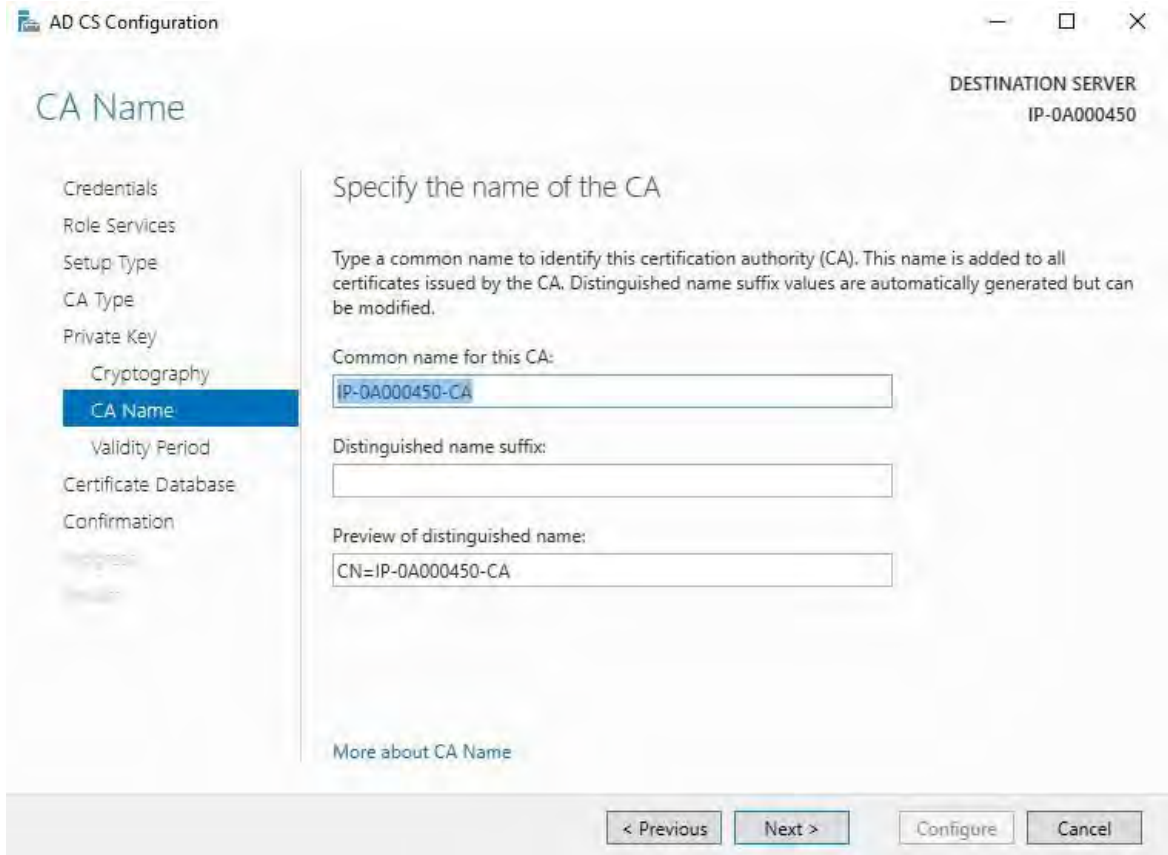 AD CS Configuration
CA Name
DESTINATION SERVER
IP-0A000450
Credentials
Role Services
Setup Type
CA Type
Private Key
Cryptography
CA Name
Validity Period
Certificate Database
Confirmation
Specify the name of the CA
Type a common name to identify this certification authority (CA). This name is added to all
certificates issued by the CA. Distinguished name suffix values are automatically generated but can
be modified.
Common name for this CA:
IP-0A000450-CA
Distinguished name suffix:
Preview of distinguished name:
CN=IP-0A000450-CA
More about CA Name
< Previous
Next >
Configure
Cancel